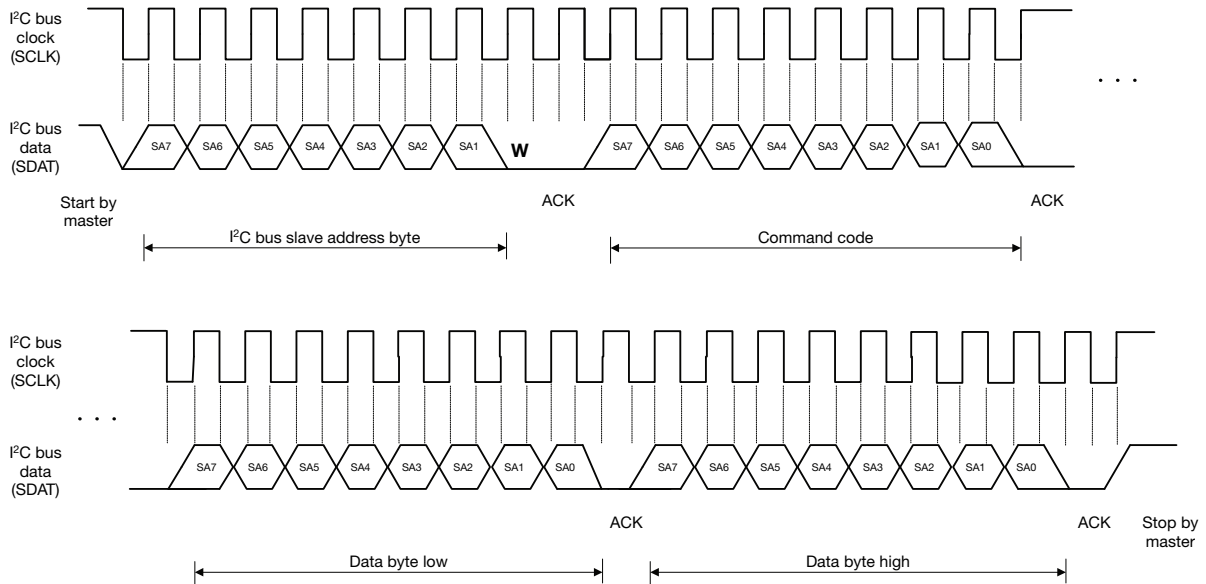 I²C bus
clock
(SCLK)
. . .
I²C bus
data
(SDAT)
SA7 SA6 SA5 SA4 SA3 SA2 SA1 W SA7 SA6 SA5 SA4 SA3 SA2 SA1 SA0
Start by
master
ACK ACK
I²C bus slave address byte Command code
I²C bus
clock
(SCLK)
. . .
I²C bus
data
(SDAT)
SA7 SA6 SA5 SA4 SA3 SA2 SA1 SA0 SA7 SA6 SA5 SA4 SA3 SA2 SA1 SA0
ACK ACK Stop by
master
Data byte low Data byte high